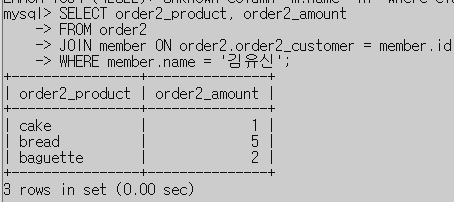 mysql> SELECT order2_product, order2_amount
    -> FROM order2
    -> JOIN member ON order2.order2_customer = member.id
    -> WHERE member.name = '김유신';
+----------------+---------------+
| order2_product | order2_amount |
+----------------+---------------+
| cake           |             1 |
| bread          |             5 |
| baguette       |             2 |
+----------------+---------------+
3 rows in set (0.00 sec)